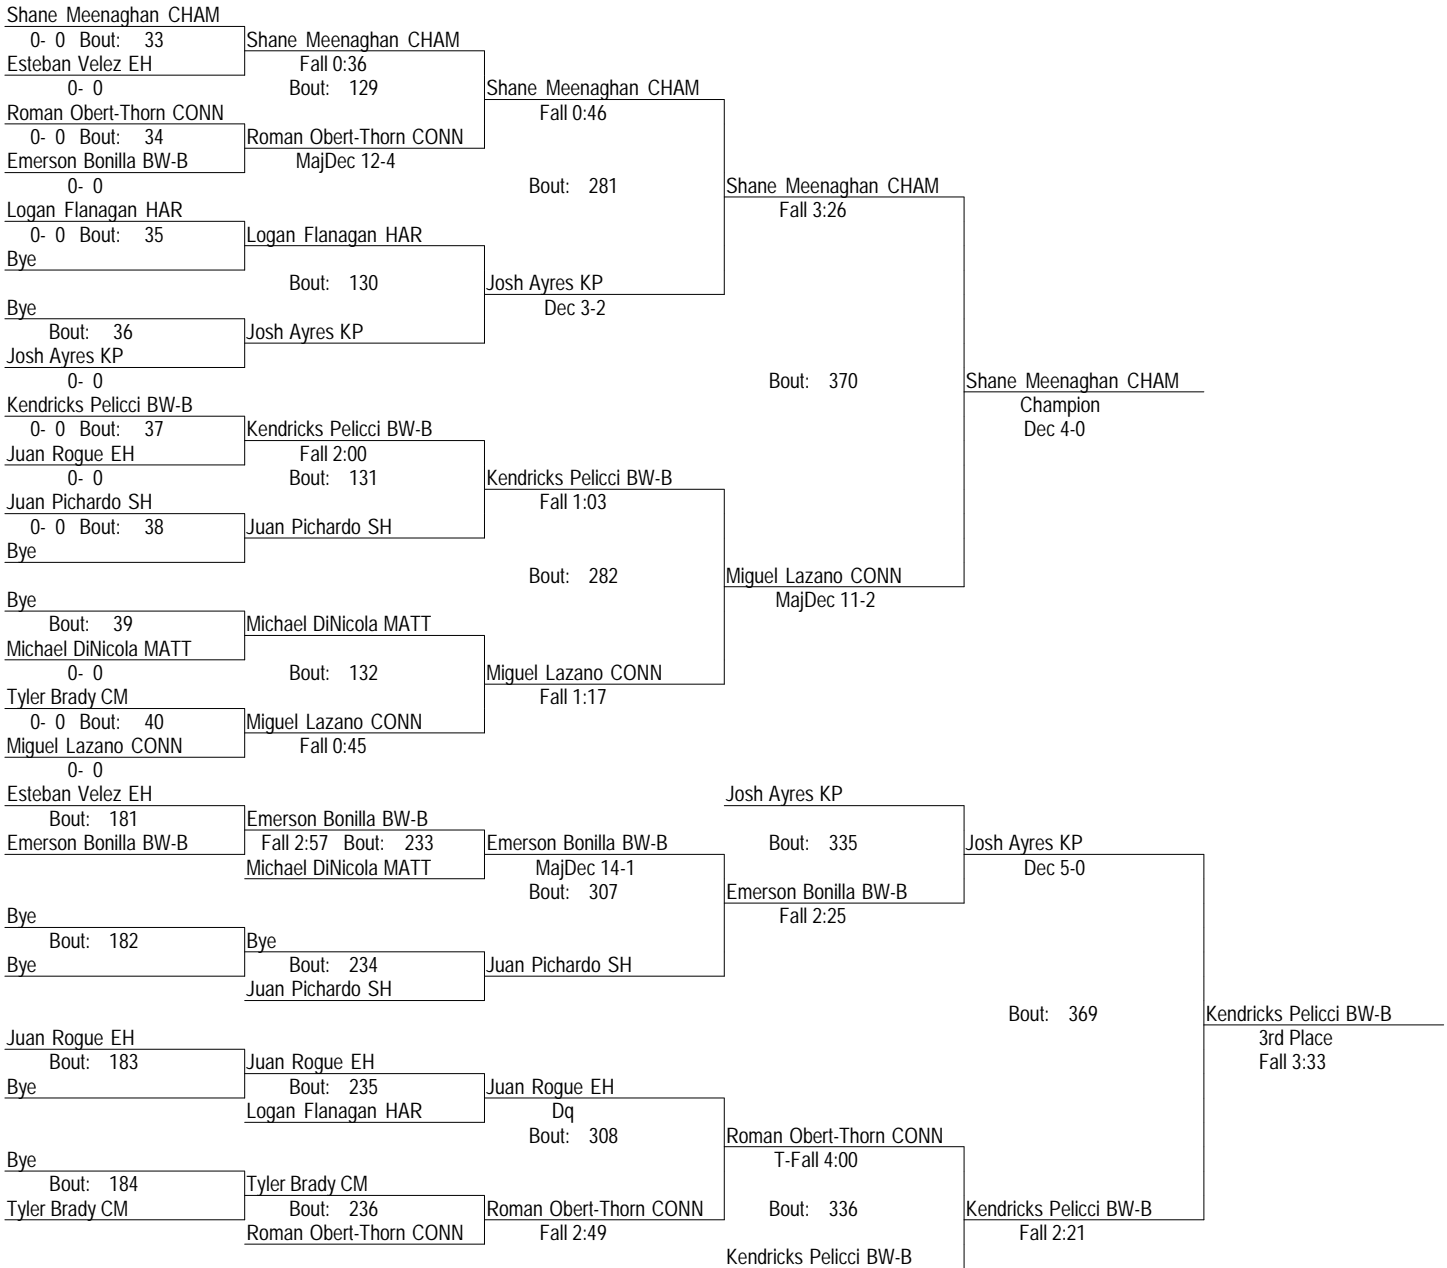 Shane Meenaghan CHAM
0- 0 Bout: 33
Shane Meenaghan CHAM
Esteban Velez EH
Fall 0:36
0- 0
Bout: 129
Shane Meenaghan CHAM
Roman Obert-Thorn CONN
Fall 0:46
0- 0 Bout: 34
Roman Obert-Thorn CONN
Emerson Bonilla BW-B
MajDec 12-4
0- 0
Bout: 281
Shane Meenaghan CHAM
Logan Flanagan HAR
Fall 3:26
0- 0 Bout: 35
Logan Flanagan HAR
Bye
Bout: 130
Josh Ayres KP
Bye
Dec 3-2
Bout: 36
Josh Ayres KP
Josh Ayres KP
0- 0
Bout: 370
Shane Meenaghan CHAM
Kendricks Pelicci BW-B
Champion
0- 0 Bout: 37
Kendricks Pelicci BW-B
Dec 4-0
Juan Rogue EH
Fall 2:00
0- 0
Bout: 131
Kendricks Pelicci BW-B
Juan Pichardo SH
Fall 1:03
0- 0 Bout: 38
Juan Pichardo SH
Bye
Bout: 282
Miguel Lazano CONN
Bye
MajDec 11-2
Bout: 39
Michael DiNicola MATT
Michael DiNicola MATT
0- 0
Bout: 132
Miguel Lazano CONN
Tyler Brady CM
Fall 1:17
0- 0 Bout: 40
Miguel Lazano CONN
Miguel Lazano CONN
Fall 0:45
0- 0
Esteban Velez EH
Josh Ayres KP
Bout: 181
Emerson Bonilla BW-B
Emerson Bonilla BW-B
Fall 2:57 Bout: 233
Emerson Bonilla BW-B
Bout: 335
Josh Ayres KP
Michael DiNicola MATT
MajDec 14-1
Dec 5-0
Bout: 307
Emerson Bonilla BW-B
Bye
Fall 2:25
Bout: 182
Bye
Bye
Bout: 234
Juan Pichardo SH
Juan Pichardo SH
Bout: 369
Kendricks Pelicci BW-B
Juan Rogue EH
3rd Place
Bout: 183
Juan Rogue EH
Fall 3:33
Bye
Bout: 235
Juan Rogue EH
Logan Flanagan HAR
Dq
Bout: 308
Roman Obert-Thorn CONN
Bye
T-Fall 4:00
Bout: 184
Tyler Brady CM
Tyler Brady CM
Bout: 236
Roman Obert-Thorn CONN
Bout: 336
Kendricks Pelicci BW-B
Roman Obert-Thorn CONN
Fall 2:49
Fall 2:21
Kendricks Pelicci BW-B